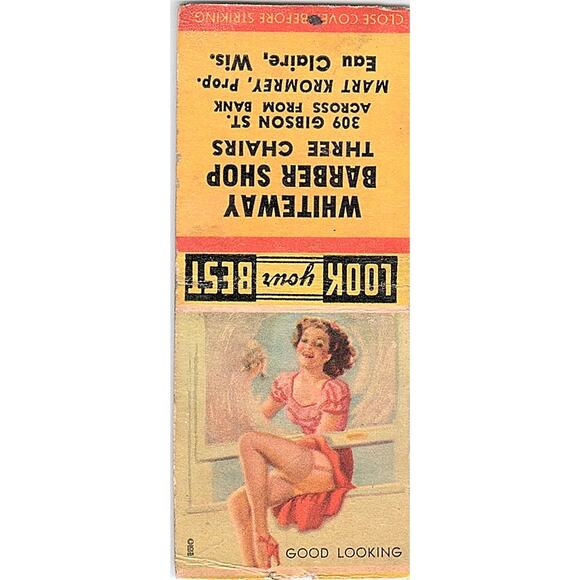 CLOSE COVER BEFORE STRIKING
WHITEWAY
BARBER SHOP
THREE CHAIRS
309 GIBSON ST.
ACROSS FROM BANK
MART KROMREY, Prop.
Eau Claire, Wis.
LOOK your BEST
GOOD LOOKING